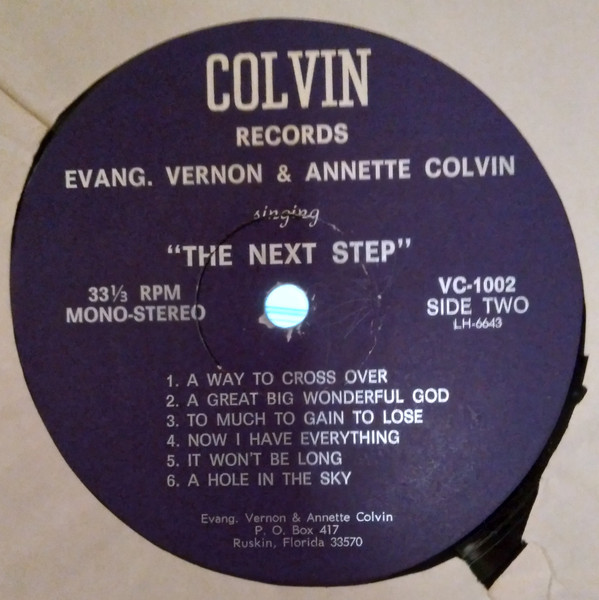 COLVIN
RECORDS
EVANG. VERNON & ANNETTE COLVIN
singing
"THE NEXT STEP"
33⅓ RPM
MONO-STEREO
VC-1002
SIDE TWO
LH-6643
1. A WAY TO CROSS OVER
2. A GREAT BIG WONDERFUL GOD
3. TO MUCH TO GAIN TO LOSE
4. NOW I HAVE EVERYTHING
5. IT WON'T BE LONG
6. A HOLE IN THE SKY
Evang. Vernon & Annette Colvin
P. O. Box 417
Ruskin, Florida 33570